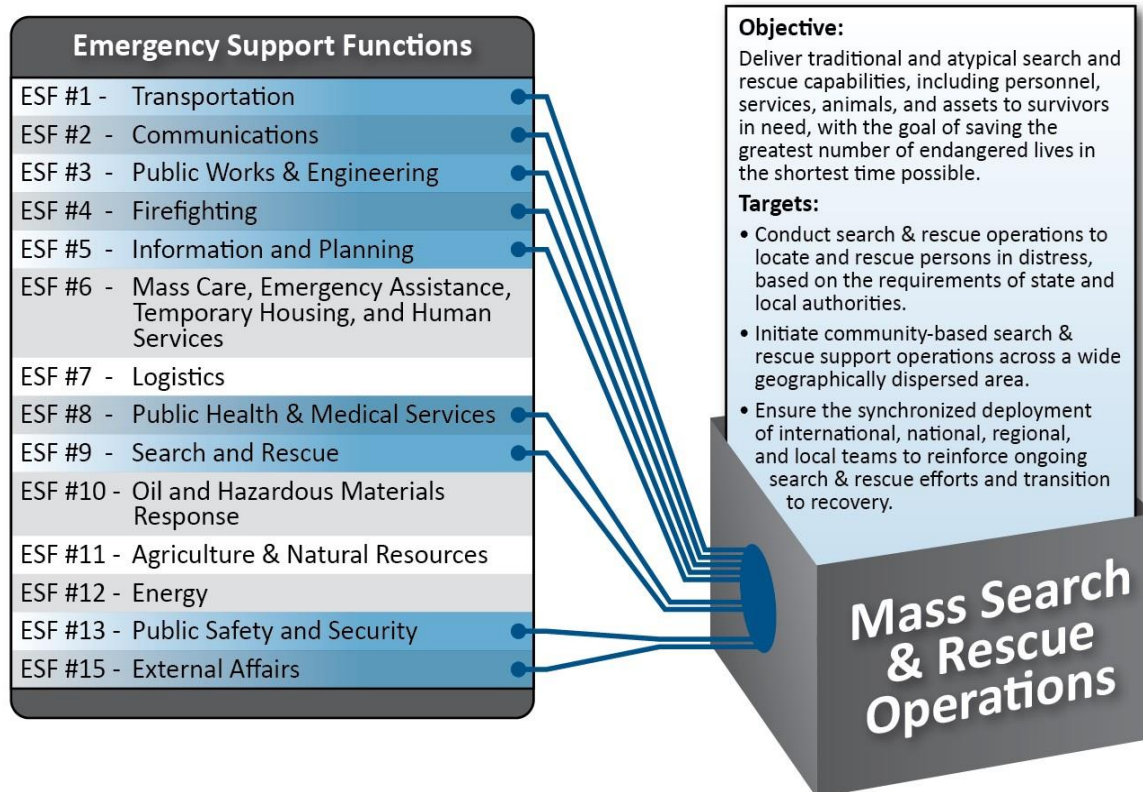 Emergency Support Functions
ESF #1 - Transportation
ESF #2 - Communications
ESF #3 - Public Works & Engineering
ESF #4 - Firefighting
ESF #5 - Information and Planning
ESF #6 - Mass Care, Emergency Assistance,
Temporary Housing, and Human
Services
ESF #7 - Logistics
ESF #8 - Public Health & Medical Services
ESF #9 - Search and Rescue
ESF #10 - Oil and Hazardous Materials
Response
ESF #11 - Agriculture & Natural Resources
ESF #12 - Energy
ESF #13 - Public Safety and Security
ESF #15 - External Affairs
Objective:
Deliver traditional and atypical search and
rescue capabilities, including personnel,
services, animals, and assets to survivors
in need, with the goal of saving the
greatest number of endangered lives in
the shortest time possible.
Targets:
• Conduct search & rescue operations to
locate and rescue persons in distress,
based on the requirements of state and
local authorities.
• Initiate community-based search &
rescue support operations across a wide
geographically dispersed area.
• Ensure the synchronized deployment
of international, national, regional,
and local teams to reinforce ongoing
search & rescue efforts and transition
to recovery.
Mass Search
& Rescue
Operations